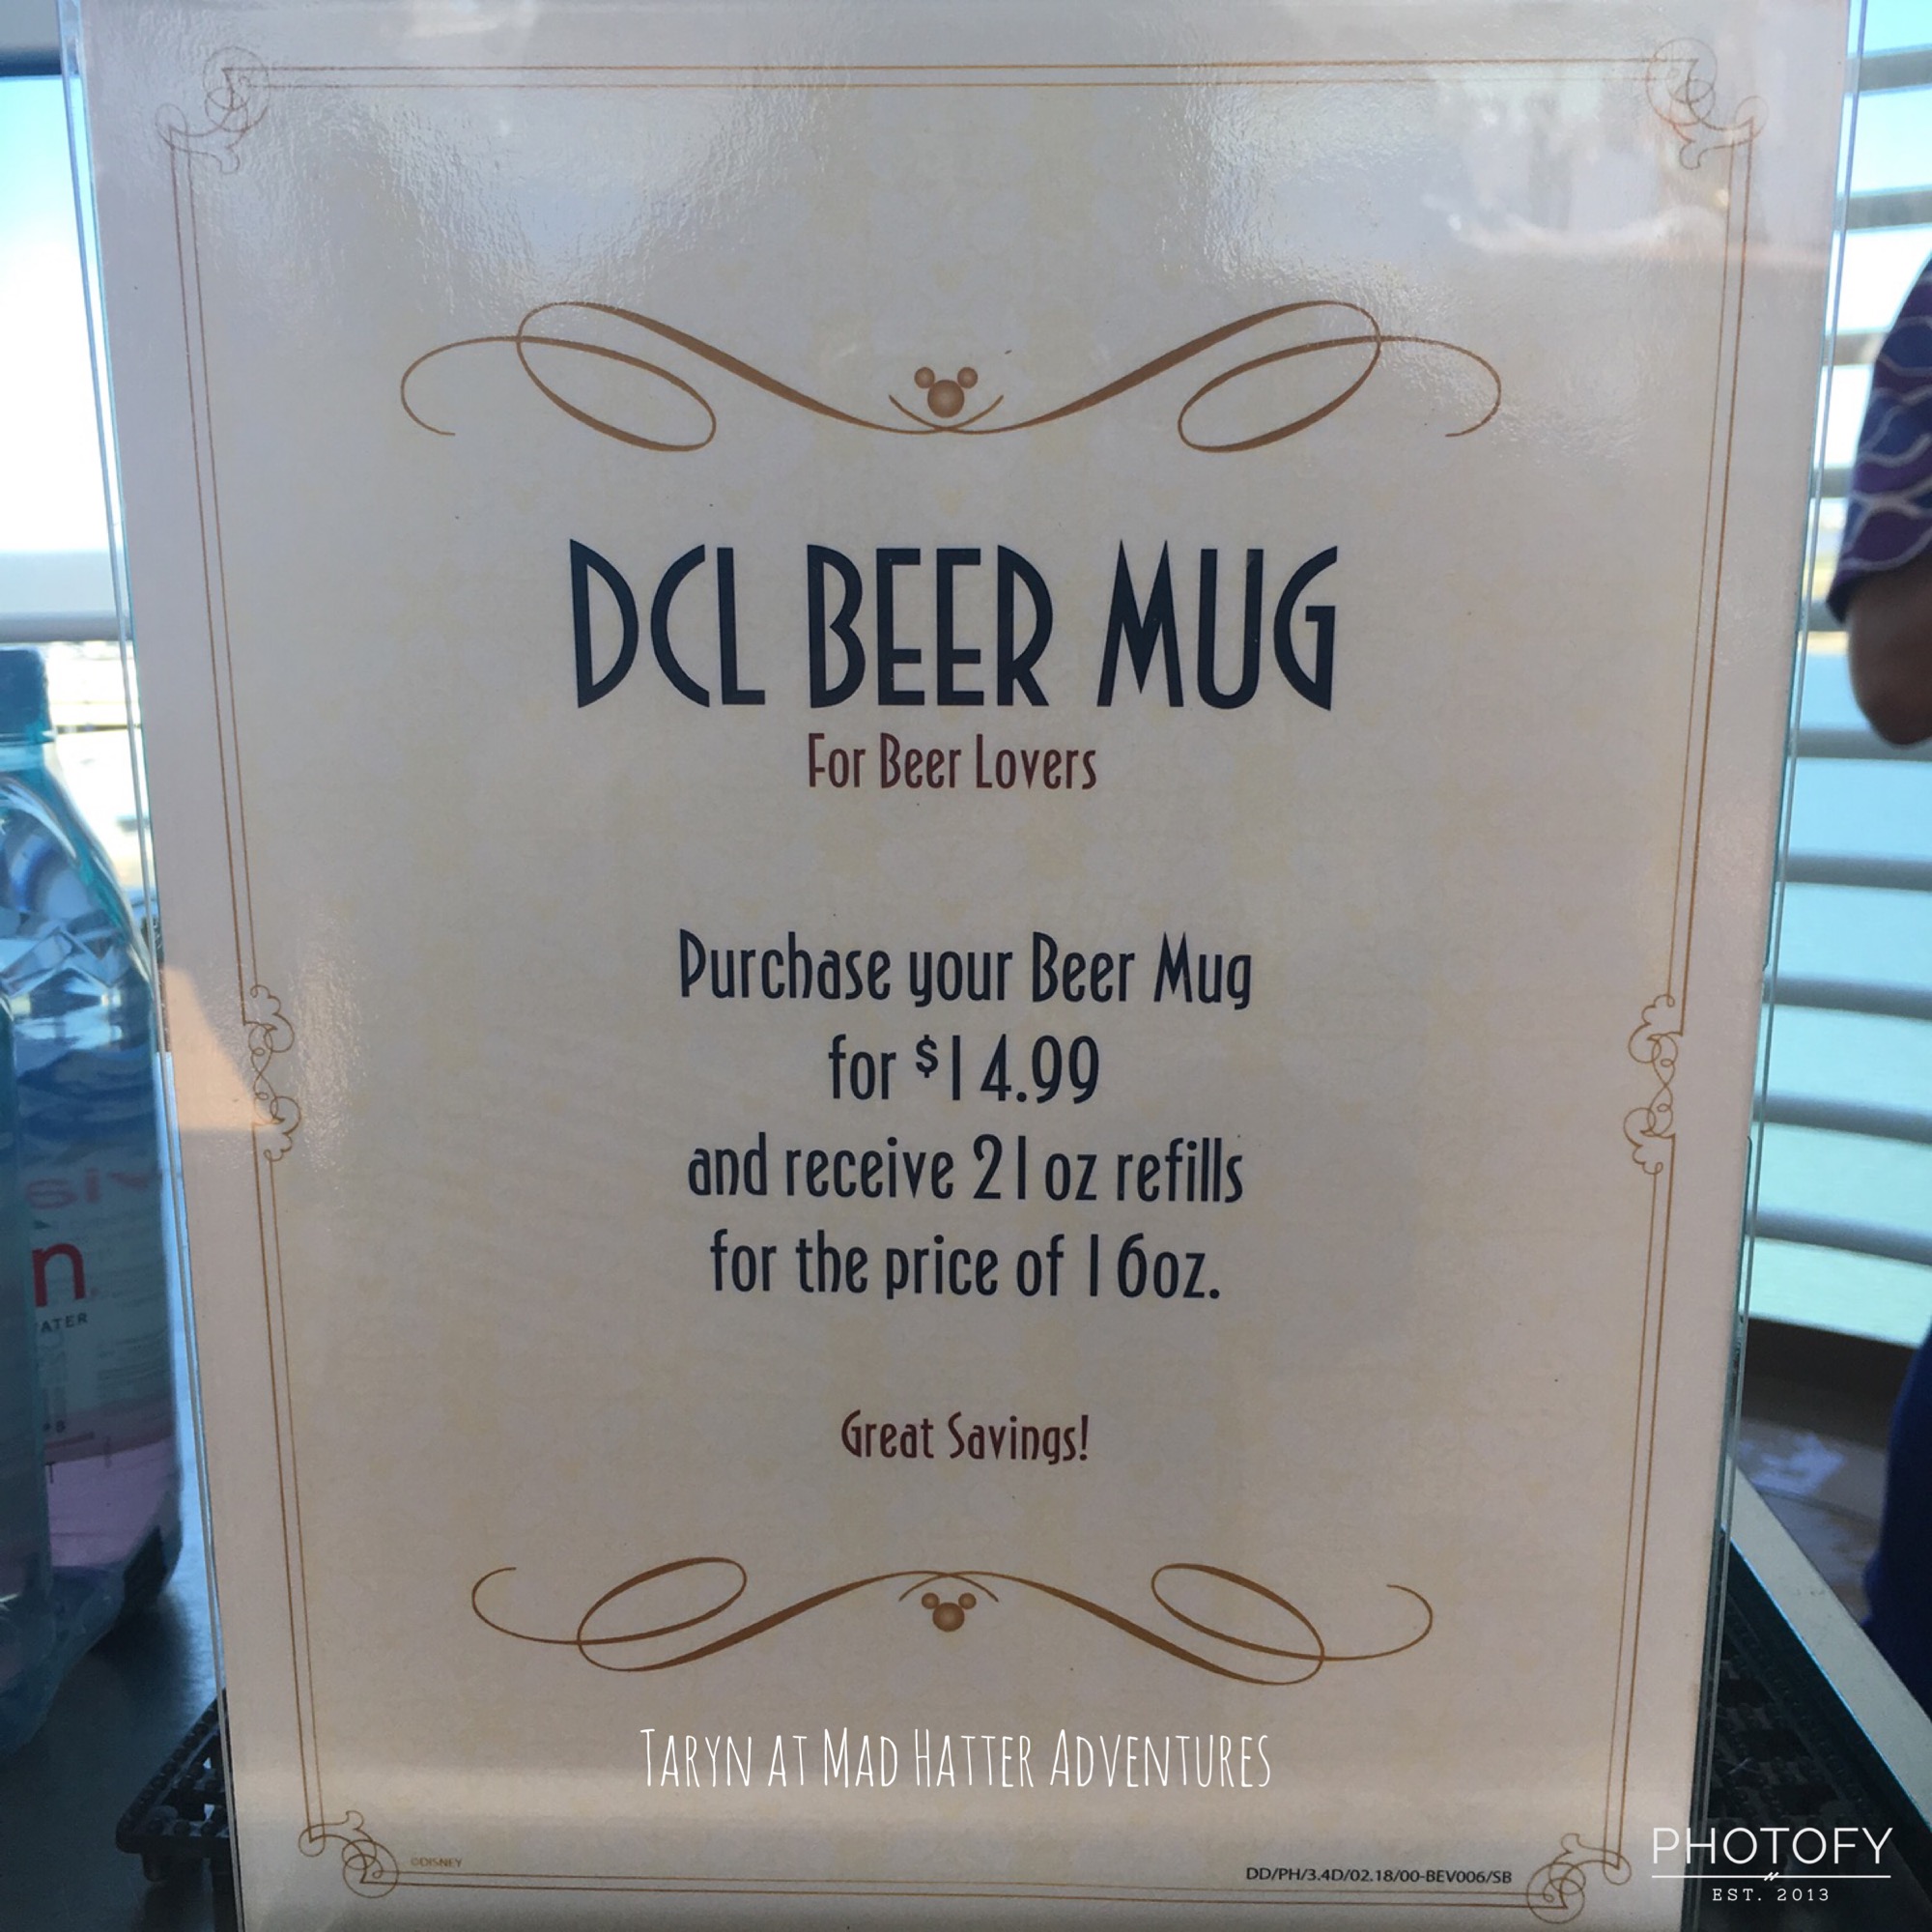 DCL BEER MUG
For Beer Lovers
Purchase your Beer Mug
for $14.99
and receive 21oz refills
for the price of 16oz.
Great Savings!
TARYN AT MAD HATTER ADVENTURES
©DISNEY
DD/PH/3.4D/02.18/00-BEV006/SB
PHOTOFY
EST. 2013